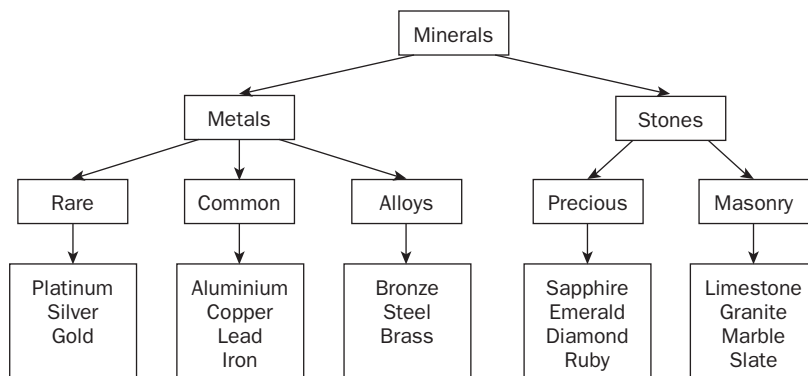 Minerals
Metals
Stones
Rare
Common
Alloys
Precious
Masonry
Platinum
Silver
Gold
Aluminium
Copper
Lead
Iron
Bronze
Steel
Brass
Sapphire
Emerald
Diamond
Ruby
Limestone
Granite
Marble
Slate